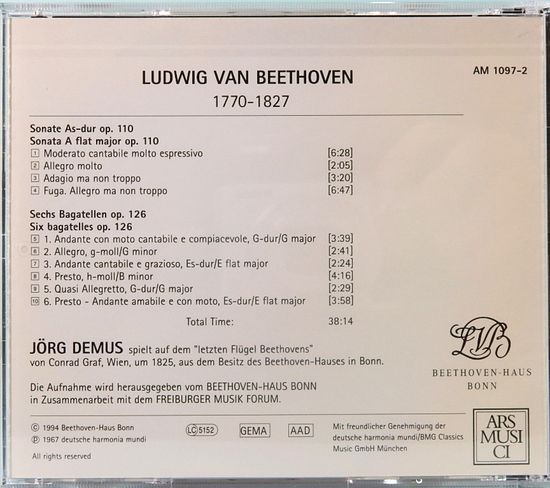 LUDWIG VAN BEETHOVEN
1770-1827
AM 1097-2
Sonate As-dur op. 110
Sonata A flat major op. 110
1 Moderato cantabile molto espressivo [6:28]
2 Allegro molto [2:05]
3 Adagio ma non troppo [3:20]
4 Fuga. Allegro ma non troppo [6:47]
Sechs Bagatellen op. 126
Six bagatelles op. 126
5 1. Andante con moto cantabile e compiacevole, G-dur/G major [3:39]
6 2. Allegro, g-moll/G minor [2:41]
7 3. Andante cantabile e grazioso, Es-dur/E flat major [2:24]
8 4. Presto, h-moll/B minor [4:16]
9 5. Quasi Allegretto, G-dur/G major [2:29]
10 6. Presto - Andante amabile e con moto, Es-dur/E flat major [3:58]
Total Time: 38:14
JÖRG DEMUS spielt auf dem "letzten Flügel Beethovens"
von Conrad Graf, Wien, um 1825, aus dem Besitz des Beethoven-Hauses in Bonn.
Die Aufnahme wird herausgegeben vom BEETHOVEN-HAUS BONN
in Zusammenarbeit mit dem FREIBURGER MUSIK FORUM.
LVB
BEETHOVEN-HAUS
BONN
© 1994 Beethoven-Haus Bonn
℗ 1967 deutsche harmonia mundi
All rights reserved
LC 5152
GEMA
AAD
Mit freundlicher Genehmigung der
deutsche harmonia mundi/BMG Classics
Music GmbH München
ARS
MUSI
CI